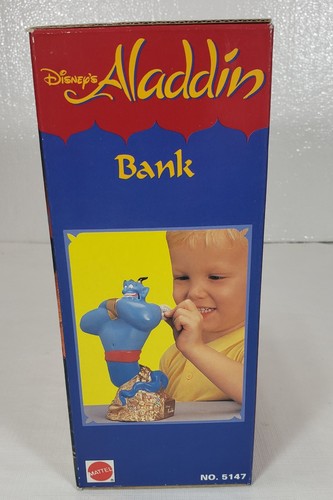 Disney's Aladdin
Bank
MATTEL
NO. 5147